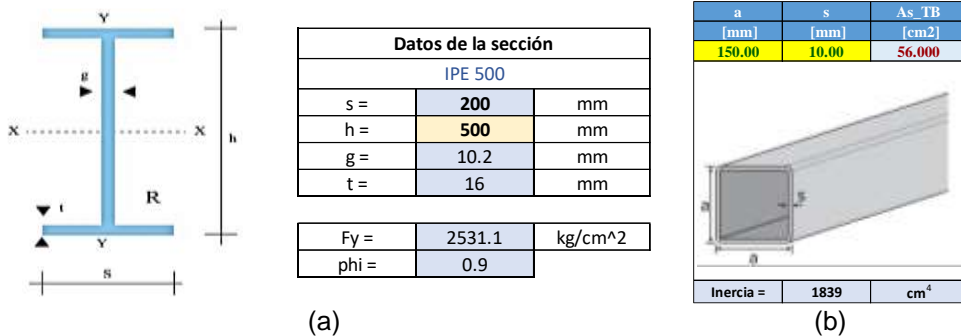 Y
g
X X
h
R
t
Y
s
Datos de la sección
IPE 500
s = 200 mm
h = 500 mm
g = 10.2 mm
t = 16 mm
Fy = 2531.1 kg/cm^2
phi = 0.9
(a)
a s As_TB
[mm] [mm] [cm2]
150.00 10.00 56.000
s
a
a
Inercia = 1839 cm⁴
(b)